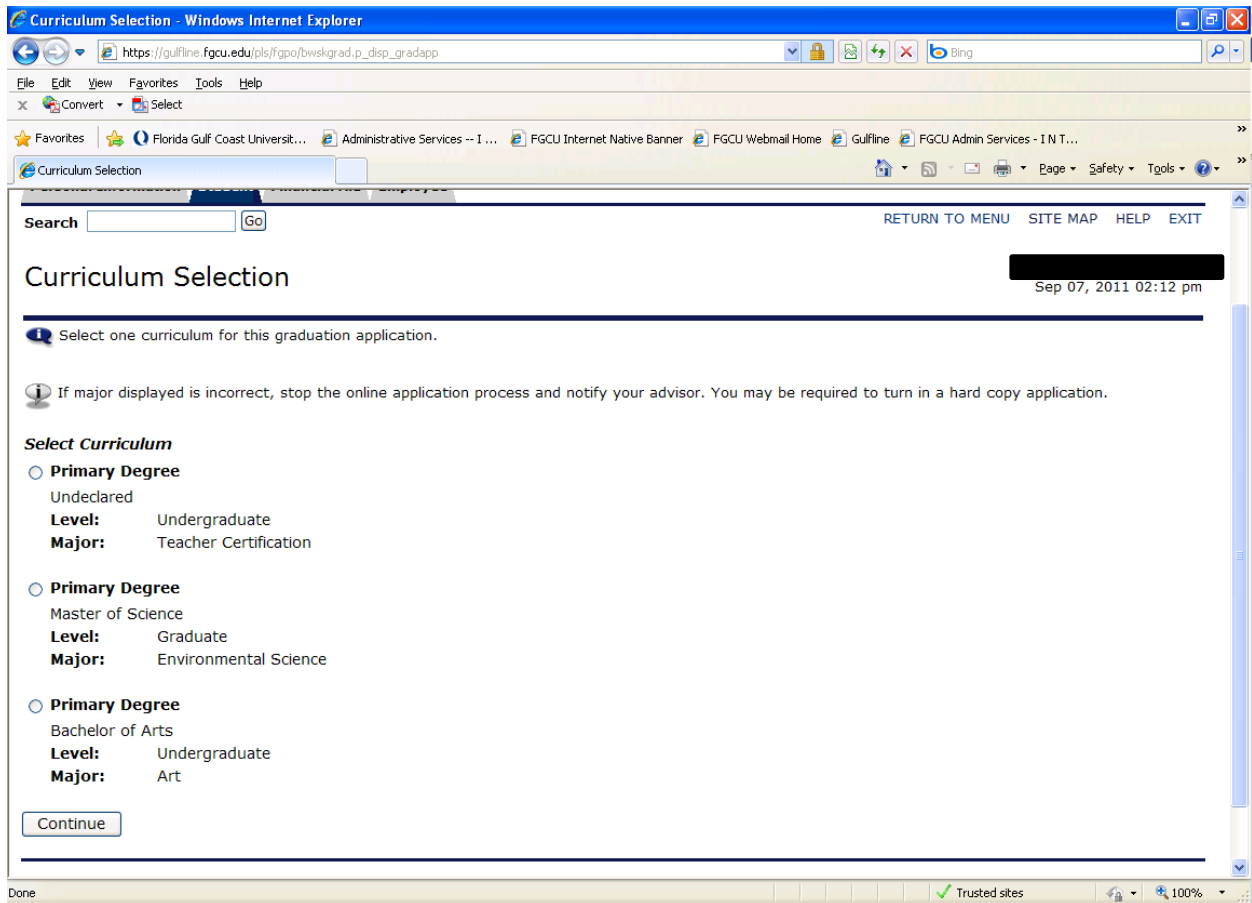 Curriculum Selection - Windows Internet Explorer
https://gulfline.fgcu.edu/pls/fgpo/bwskgrad.p_disp_gradapp
Bing
File Edit View Favorites Tools Help
x Convert Select
Favorites Florida Gulf Coast Universit... Administrative Services -- I ... FGCU Internet Native Banner FGCU Webmail Home Gulfline FGCU Admin Services - I N T...
Curriculum Selection Page Safety Tools
Personal Information Student Financial Aid Employee
Search Go RETURN TO MENU SITE MAP HELP EXIT
Curriculum Selection
Sep 07, 2011 02:12 pm
Select one curriculum for this graduation application.
If major displayed is incorrect, stop the online application process and notify your advisor. You may be required to turn in a hard copy application.
Select Curriculum
Primary Degree
Undeclared
Level: Undergraduate
Major: Teacher Certification
Primary Degree
Master of Science
Level: Graduate
Major: Environmental Science
Primary Degree
Bachelor of Arts
Level: Undergraduate
Major: Art
Continue
Done Trusted sites 100%